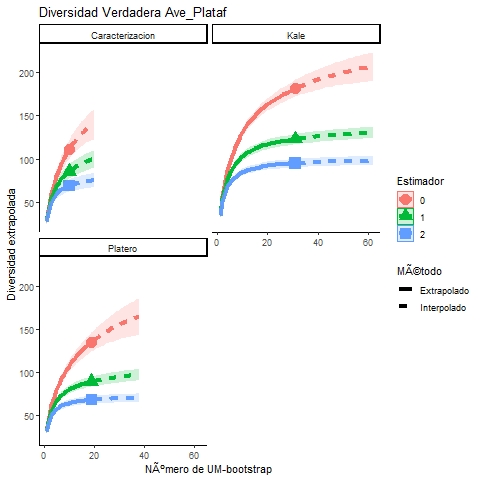 Diversidad Verdadera Ave_Plataf
Caracterizacion
Kale
200
150
100
50
0
20
40
60
Platero
200
150
100
50
0
20
40
60
Diversidad extrapolada
NÃºmero de UM-bootstrap
Estimador
0
1
2
MÃ©todo
Extrapolado
Interpolado